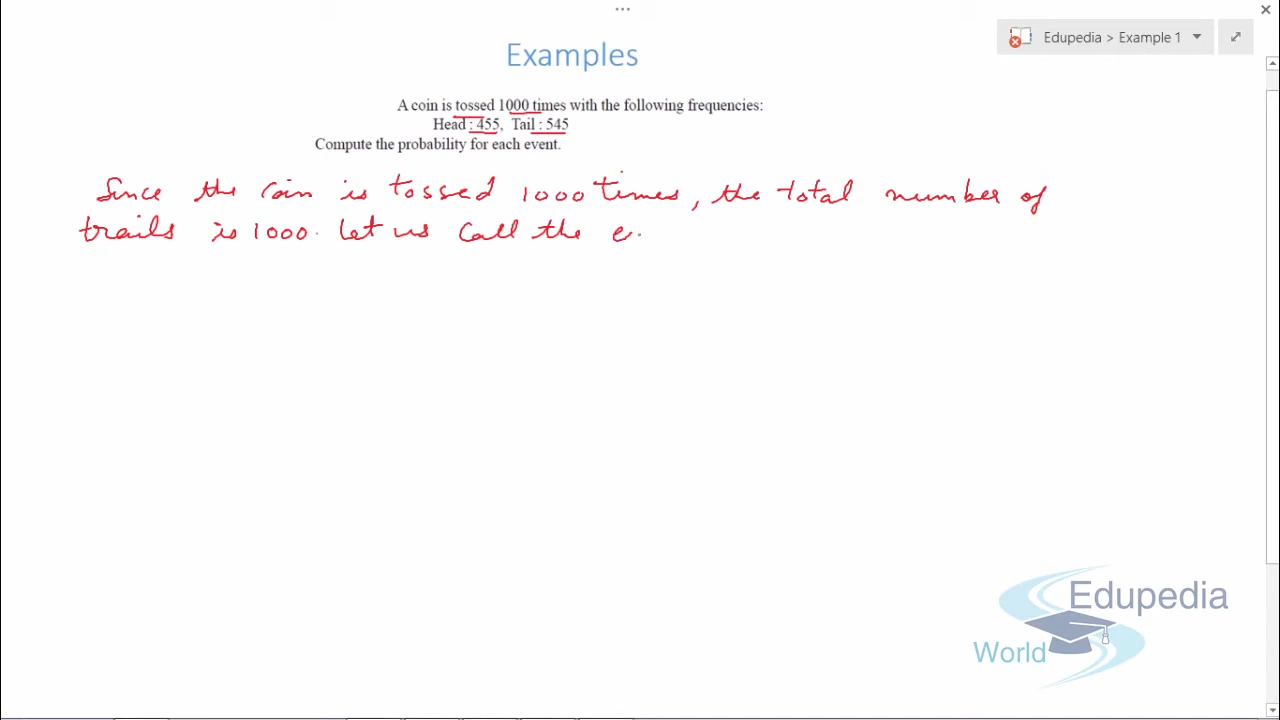 Edupedia > Example 1
Examples
A coin is tossed 1000 times with the following frequencies:
Head : 455, Tail : 545
Compute the probability for each event.
Since the coin is tossed 1000 times, the total number of
trails is 1000. Let us call the e
Edupedia
World